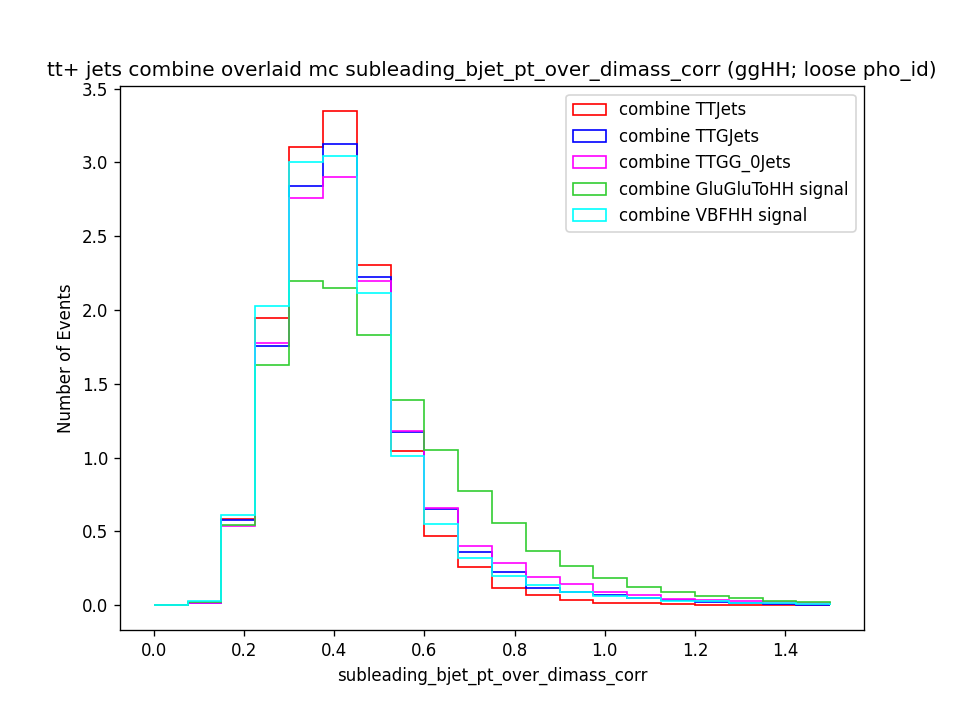 tt+ jets combine overlaid mc subleading_bjet_pt_over_dimass_corr (ggHH; loose pho_id)
combine TTJets
combine TTGJets
combine TTGG_0Jets
combine GluGluToHH signal
combine VBFHH signal
Number of Events
3.5
3.0
2.5
2.0
1.5
1.0
0.5
0.0
0.0 0.2 0.4 0.6 0.8 1.0 1.2 1.4
subleading_bjet_pt_over_dimass_corr